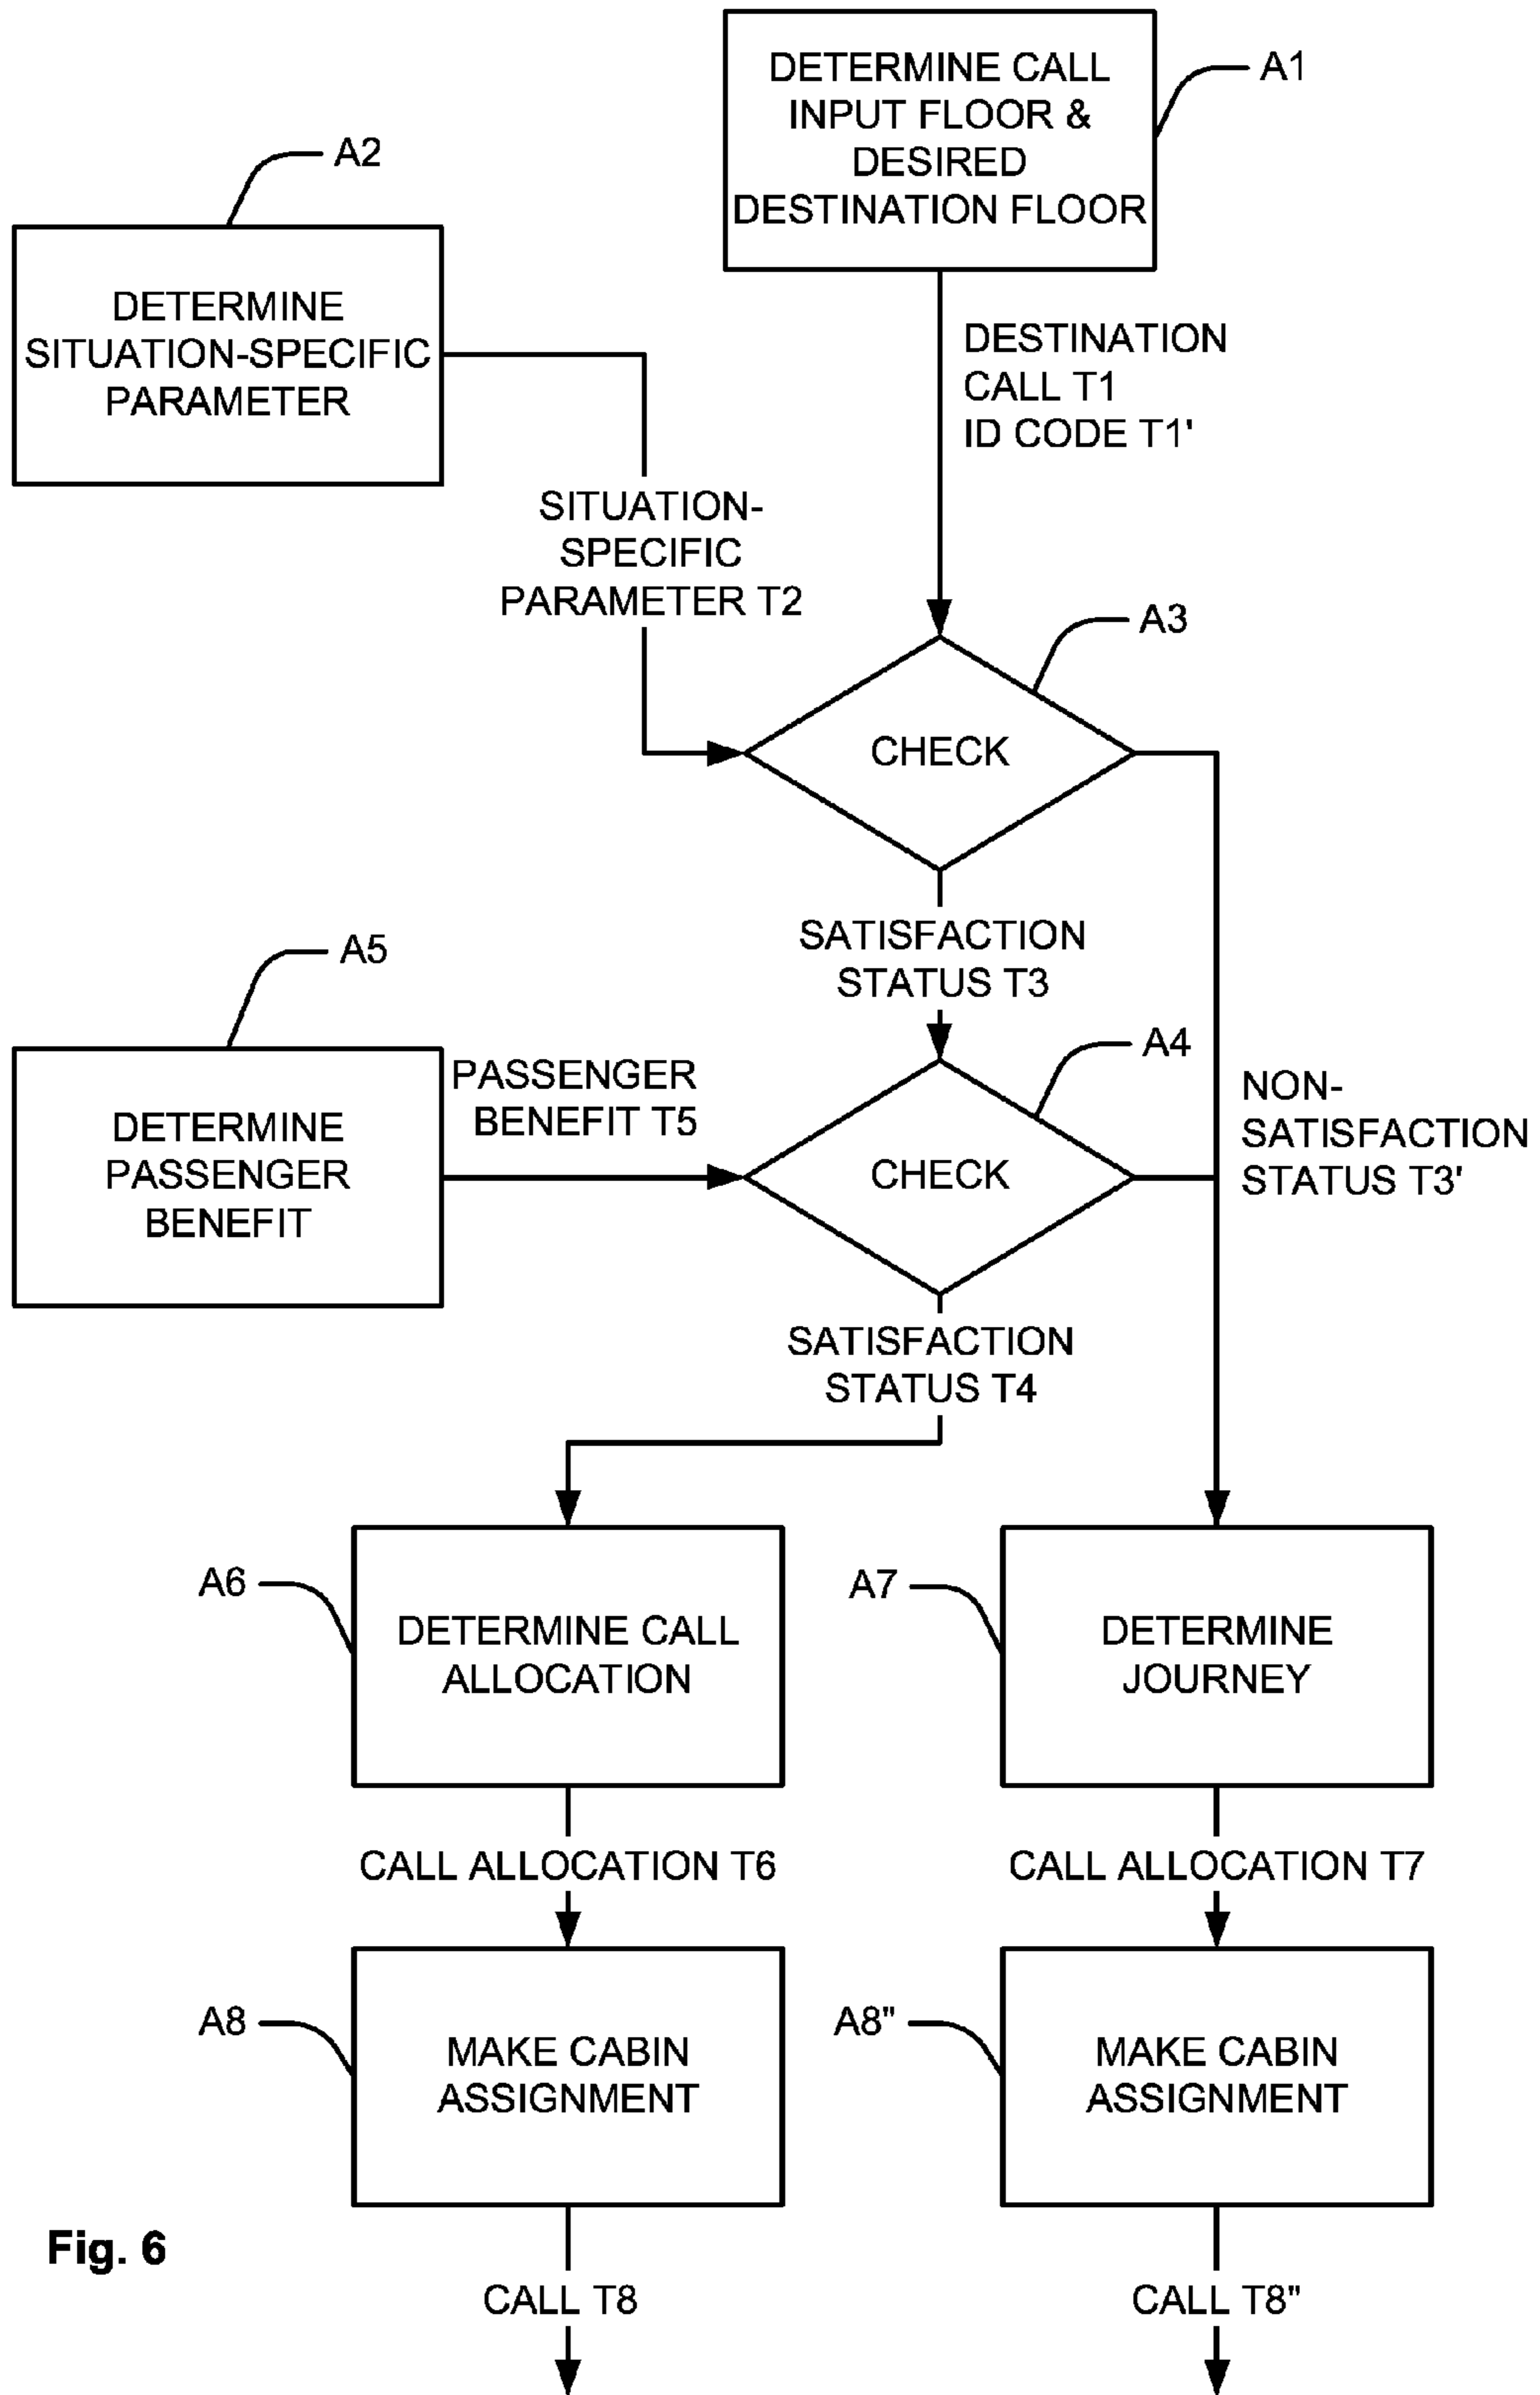 DETERMINE CALL
INPUT FLOOR &
DESIRED
DESTINATION FLOOR
A1
A2
DETERMINE
SITUATION-SPECIFIC
PARAMETER
DESTINATION
CALL T1
ID CODE T1'
SITUATION-
SPECIFIC
PARAMETER T2
A3
CHECK
SATISFACTION
STATUS T3
A5
DETERMINE
PASSENGER
BENEFIT
PASSENGER
BENEFIT T5
A4
CHECK
NON-
SATISFACTION
STATUS T3'
SATISFACTION
STATUS T4
A6
DETERMINE CALL
ALLOCATION
A7
DETERMINE
JOURNEY
CALL ALLOCATION T6
CALL ALLOCATION T7
A8
MAKE CABIN
ASSIGNMENT
A8"
MAKE CABIN
ASSIGNMENT
Fig. 6
CALL T8
CALL T8"